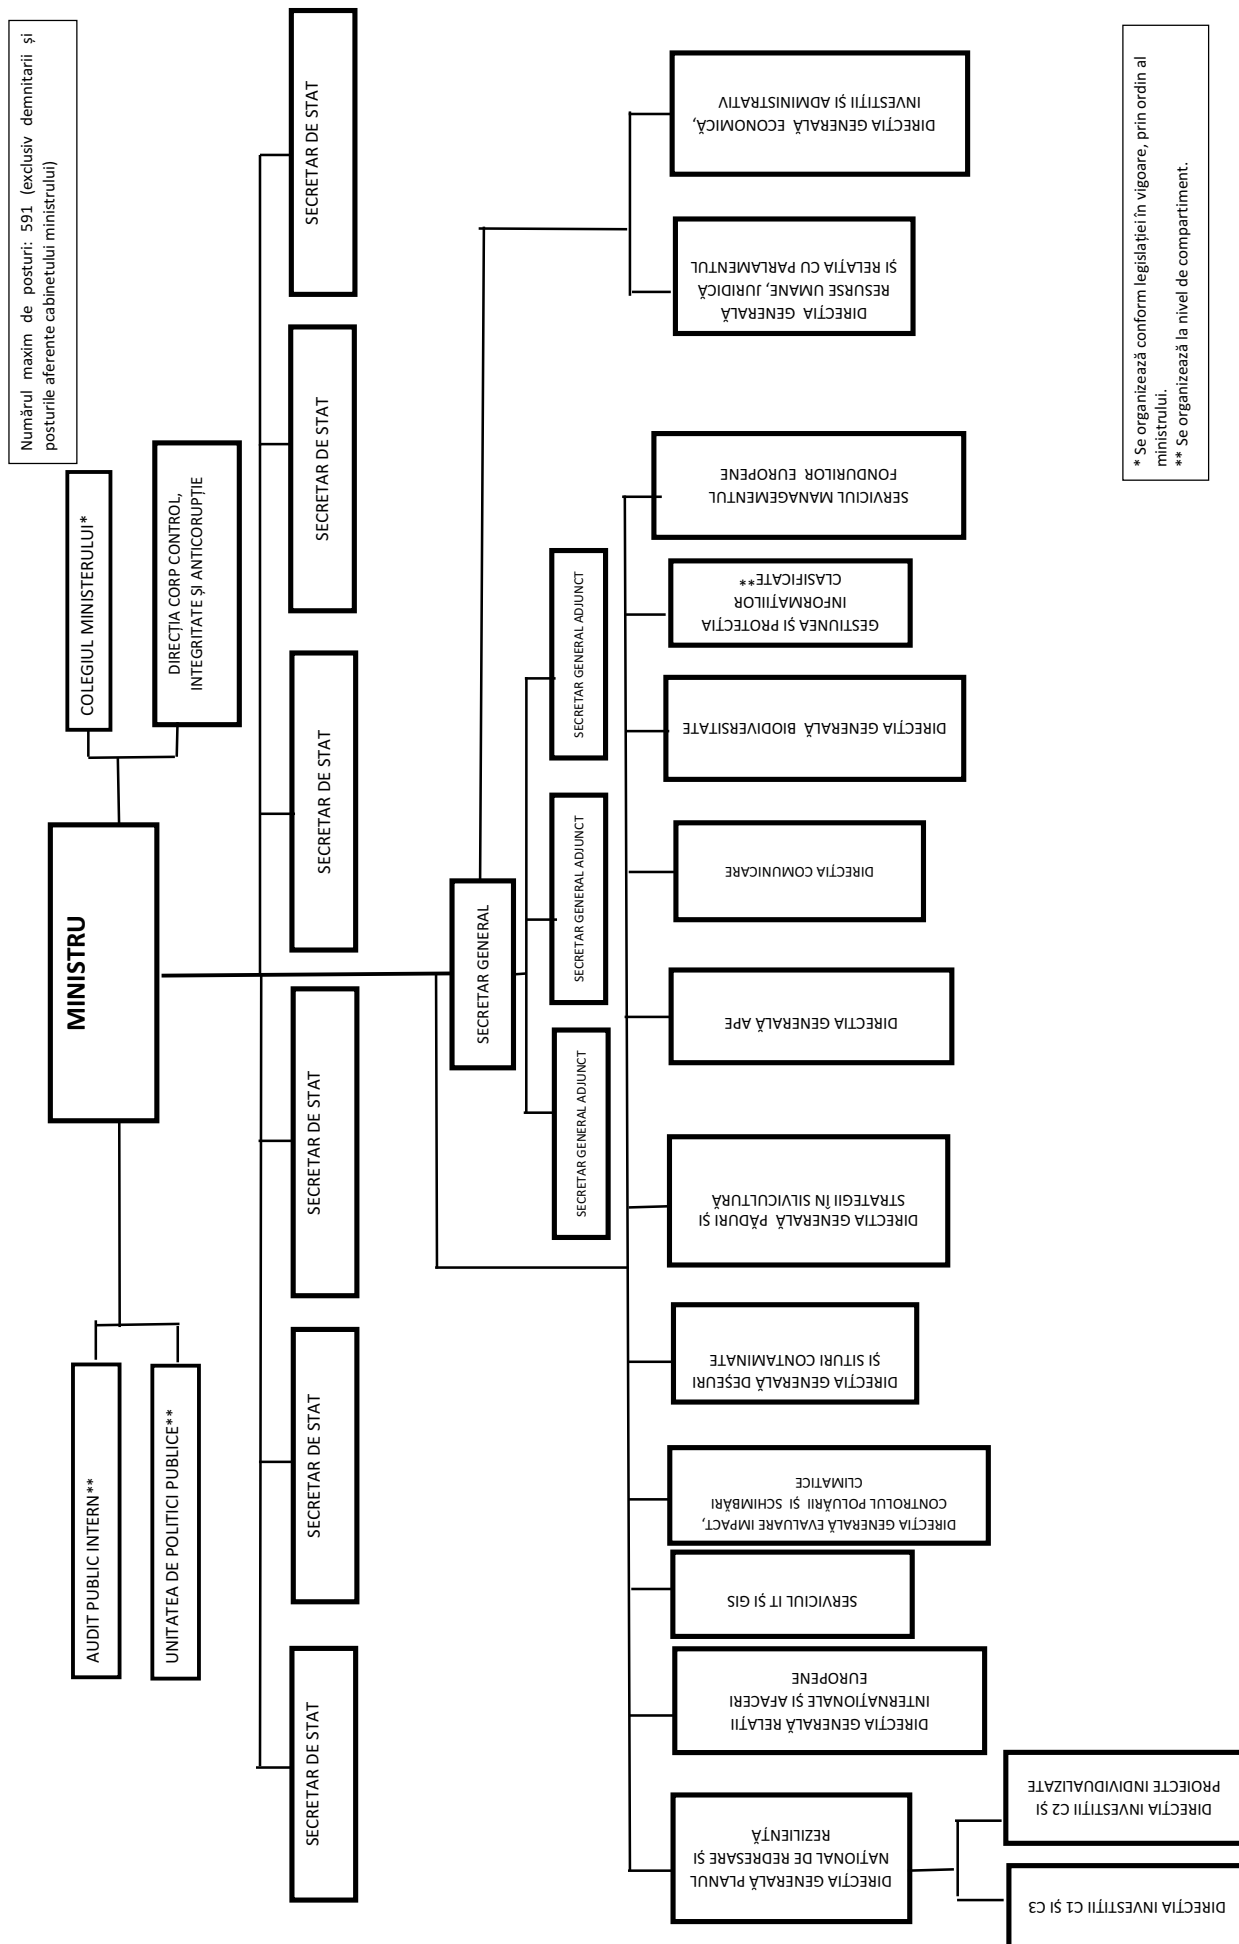 Numărul maxim de posturi: 591 (exclusiv demnitarii și
posturile aferente cabinetului ministrului)
MINISTRU
COLEGIUL MINISTERULUI*
DIRECȚIA CORP CONTROL,
INTEGRITATE ȘI ANTICORUPȚIE
AUDIT PUBLIC INTERN**
UNITATEA DE POLITICI PUBLICE**
SECRETAR DE STAT
SECRETAR DE STAT
SECRETAR DE STAT
SECRETAR DE STAT
SECRETAR DE STAT
SECRETAR DE STAT
SECRETAR GENERAL
SECRETAR GENERAL ADJUNCT
SECRETAR GENERAL ADJUNCT
SECRETAR GENERAL ADJUNCT
DIRECȚIA GENERALĂ PLANUL
NAȚIONAL DE REDRESARE ȘI
REZILIENȚĂ
DIRECȚIA GENERALĂ RELAȚII
INTERNAȚIONALE ȘI AFACERI
EUROPENE
SERVICIUL IT ȘI GIS
DIRECȚIA GENERALĂ EVALUARE IMPACT,
CONTROLUL POLUĂRII ȘI SCHIMBĂRI
CLIMATICE
DIRECȚIA GENERALĂ DEȘEURI
ȘI SITURI CONTAMINATE
DIRECTIA GENERALĂ PĂDURI ȘI
STRATEGII ÎN SILVICULTURĂ
DIRECTIA GENERALĂ APE
DIRECȚIA COMUNICARE
DIRECȚIA GENERALĂ BIODIVERSITATE
GESTIUNEA ȘI PROTECȚIA
INFORMAȚIILOR
CLASIFICATE**
SERVICIUL MANAGEMENTUL
FONDURILOR EUROPENE
DIRECȚIA GENERALĂ
RESURSE UMANE, JURIDICĂ
ȘI RELAȚIA CU PARLAMENTUL
DIRECȚIA GENERALĂ ECONOMICĂ,
INVESTIȚII ȘI ADMINISTRATIV
DIRECȚIA INVESTIȚII C1 ȘI C3
DIRECȚIA INVESTIȚII C2 ȘI
PROIECTE INDIVIDUALIZATE
* Se organizează conform legislației în vigoare, prin ordin al
ministrului.
** Se organizează la nivel de compartiment.